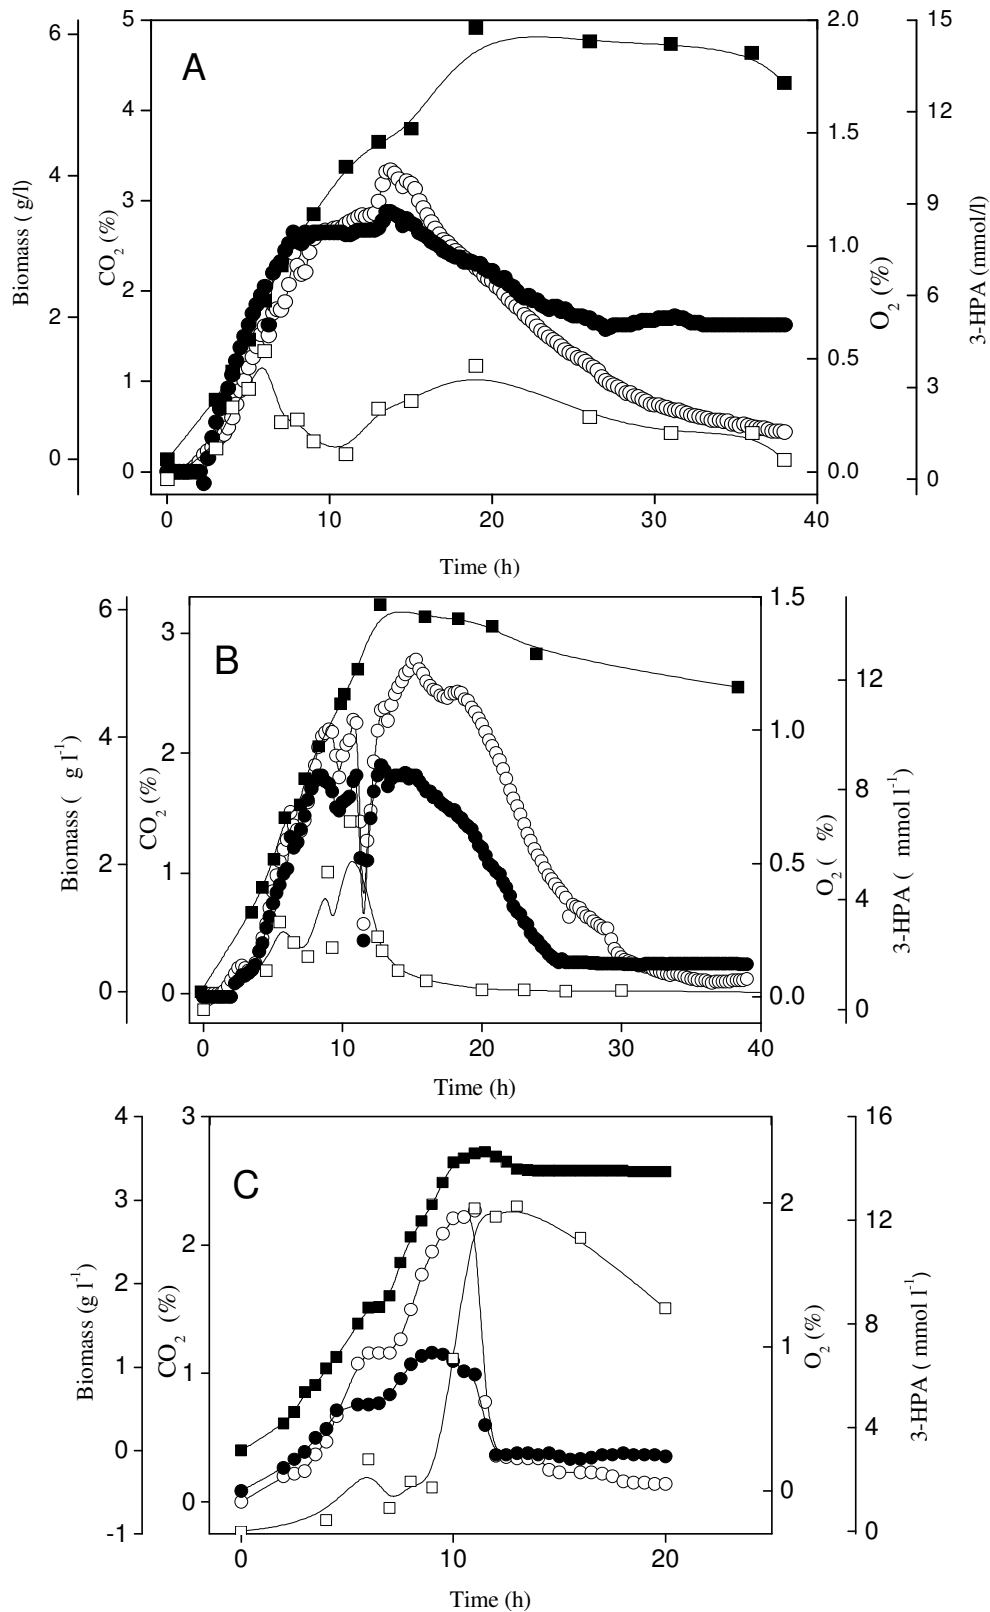 A
Biomass ( g/l)
6
4
2
0
CO2 (%)
5
4
3
2
1
0
O2 (%)
2.0
1.5
1.0
0.5
0.0
3-HPA (mmol/l)
15
12
9
6
3
0
0 10 20 30 40
Time (h)
B
Biomass ( g l-1)
6
4
2
0
CO2 (%)
3
2
1
0
O2 ( %)
1.5
1.0
0.5
0.0
3-HPA ( mmol l-1)
12
8
4
0
0 10 20 30 40
Time (h)
C
Biomass (g l-1)
4
3
2
1
0
-1
CO2 (%)
3
2
1
0
O2 (%)
2
1
0
3-HPA ( mmol l-1)
16
12
8
4
0
0 10 20
Time (h)